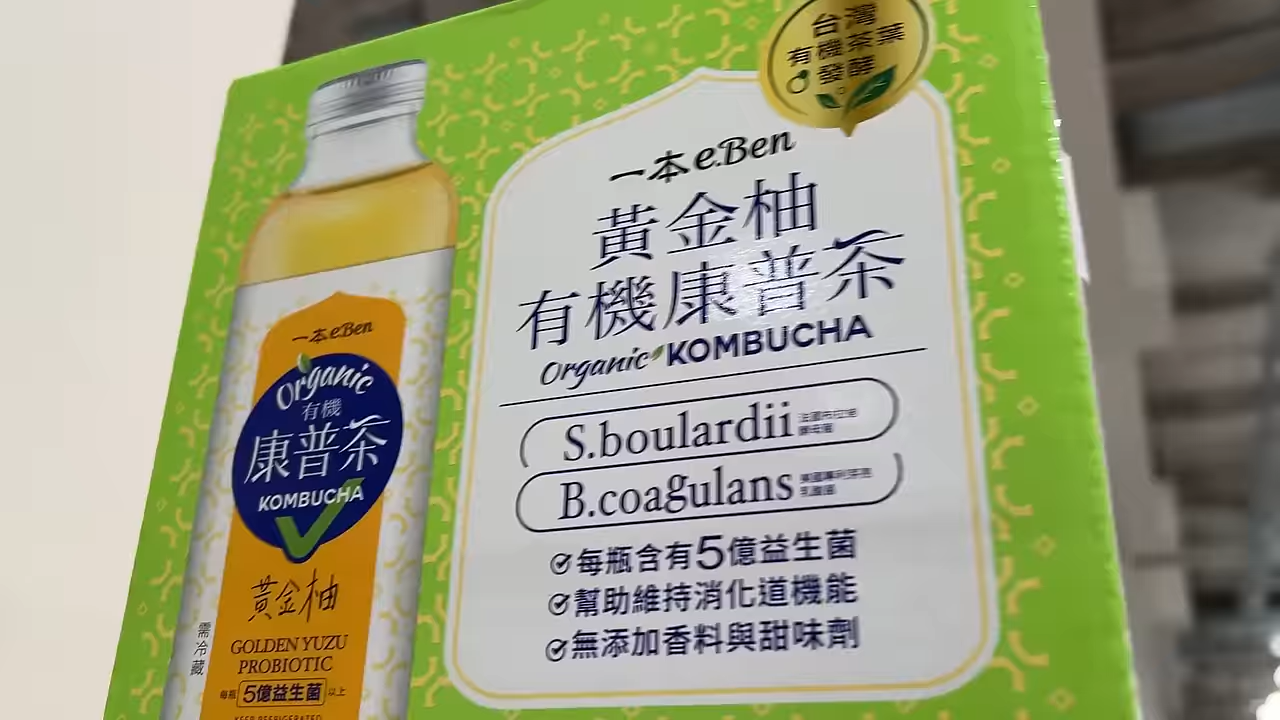 台灣
有機茶葉
發酵
一本 e.Ben
黃金柚
有機康普茶
Organic KOMBUCHA
S.boulardii
B.coagulans
每瓶含有5億益生菌
幫助維持消化道機能
無添加香料與甜味劑
一本 e.Ben
Organic
有機
康普茶
KOMBUCHA
黃金柚
GOLDEN YUZU
PROBIOTIC
每瓶 5億益生菌 以上
KEEP REFRIGERATED
需冷藏